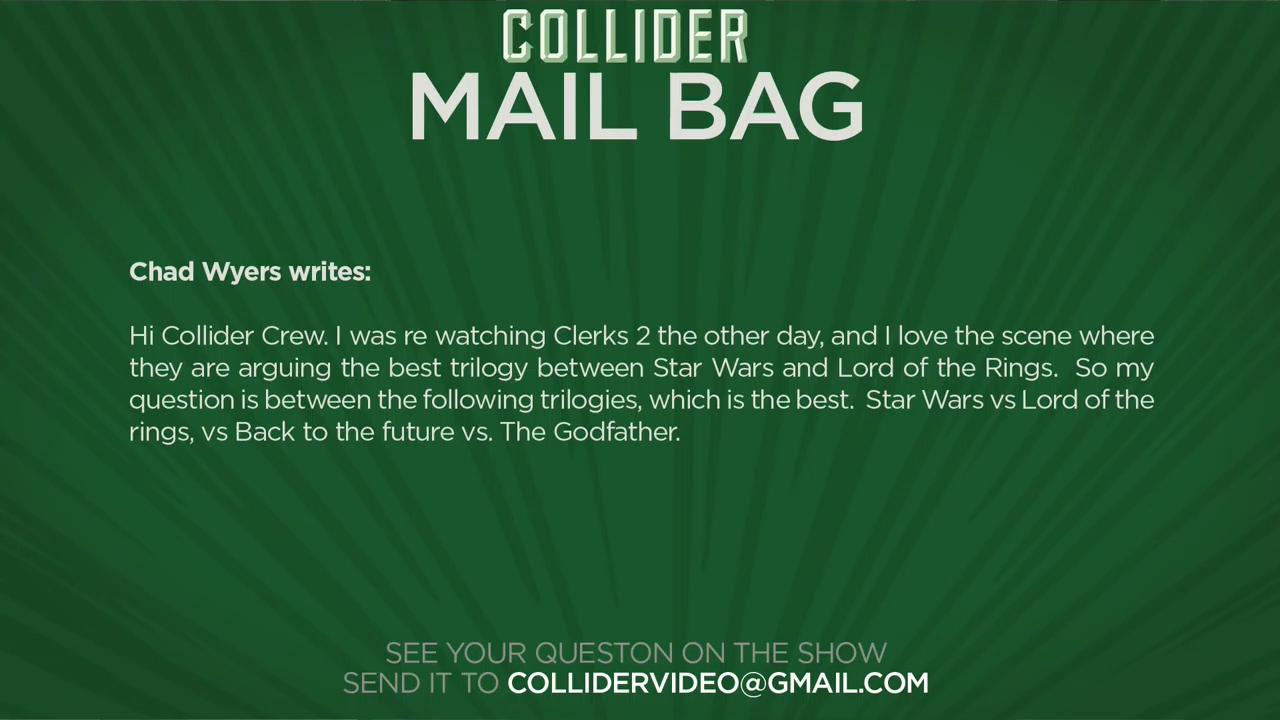 COLLIDER
MAIL BAG
Chad Wyers writes:
Hi Collider Crew. I was re watching Clerks 2 the other day, and I love the scene where
they are arguing the best trilogy between Star Wars and Lord of the Rings. So my
question is between the following trilogies, which is the best. Star Wars vs Lord of the
rings, vs Back to the future vs. The Godfather.
SEE YOUR QUESTON ON THE SHOW
SEND IT TO COLLIDERVIDEO@GMAIL.COM